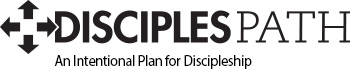 DISCIPLES PATH
An Intentional Plan for Discipleship